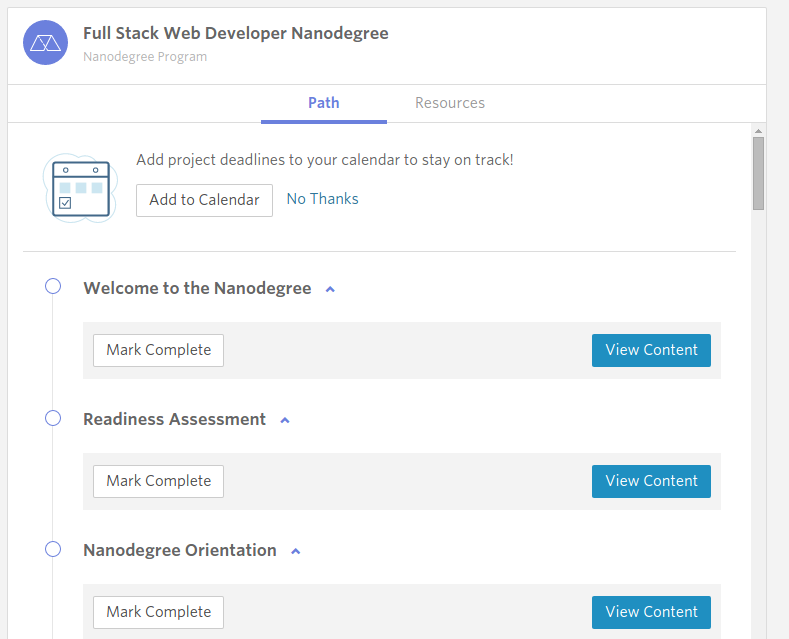 Full Stack Web Developer Nanodegree
Nanodegree Program
Path Resources
Add project deadlines to your calendar to stay on track!
Add to Calendar No Thanks
Welcome to the Nanodegree
Mark Complete View Content
Readiness Assessment
Mark Complete View Content
Nanodegree Orientation
Mark Complete View Content